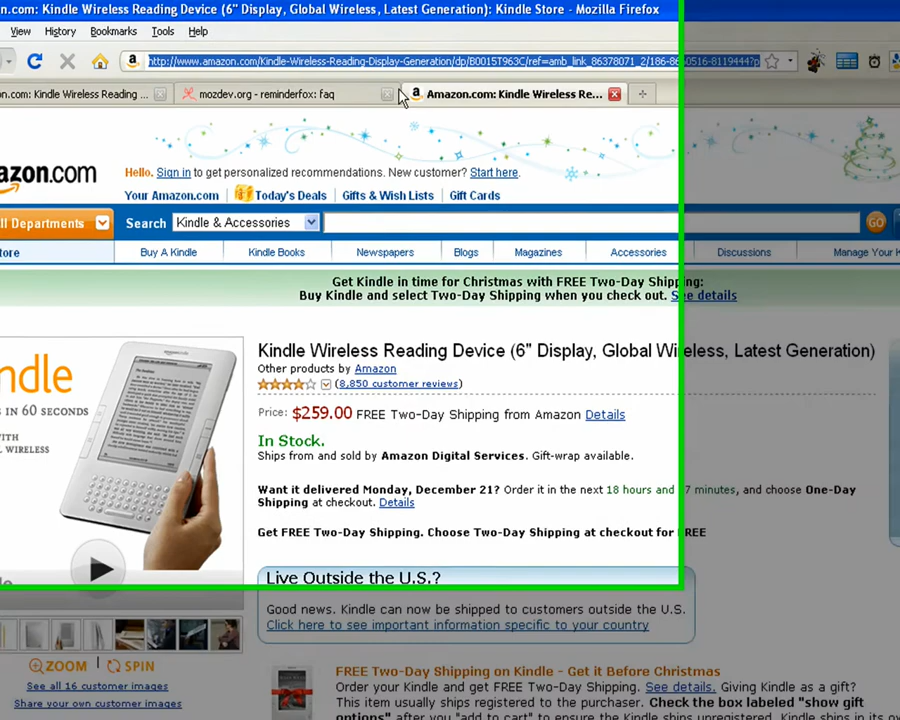 n.com: Kindle Wireless Reading Device (6" Display, Global Wireless, Latest Generation): Kindle Store - Mozilla Firefox
View History Bookmarks Tools Help
http://www.amazon.com/Kindle-Wireless-Reading-Display-Generation/dp/B0015T963C/ref=amb_link_86378071_2/186-8
n.com: Kindle Wireless Reading ... mozdev.org - reminderfox: faq Amazon.com: Kindle Wireless Re...
azon.com
Hello. Sign in to get personalized recommendations. New customer? Start here.
Your Amazon.com Today's Deals Gifts & Wish Lists Gift Cards
ll Departments Search Kindle & Accessories GO
ore Buy A Kindle Kindle Books Newspapers Blogs Magazines Accessories Discussions Manage Your K
Get Kindle in time for Christmas with FREE Two-Day Shipping:
Buy Kindle and select Two-Day Shipping when you check out. See details
ndle
S IN 60 SECONDS
WITH
L WIRELESS
Kindle Wireless Reading Device (6" Display, Global Wireless, Latest Generation)
Other products by Amazon
(8,850 customer reviews)
Price: $259.00 FREE Two-Day Shipping from Amazon Details
In Stock.
Ships from and sold by Amazon Digital Services. Gift-wrap available.
Want it delivered Monday, December 21? Order it in the next 18 hours and 7 minutes, and choose One-Day
Shipping at checkout. Details
Get FREE Two-Day Shipping. Choose Two-Day Shipping at checkout for FREE
Live Outside the U.S.?
Good news. Kindle can now be shipped to customers outside the U.S.
Click here to see important information specific to your country
ZOOM | SPIN
See all 16 customer images
Share your own customer images
FREE Two-Day Shipping on Kindle - Get it Before Christmas
Order your Kindle and get FREE Two-Day Shipping. See details. Giving Kindle as a gift?
This item usually ships registered to the purchaser. Check the box labeled "show gift
options" after you "add to cart" to ensure the Kindle ships unregistered. Kindle ships in its ow